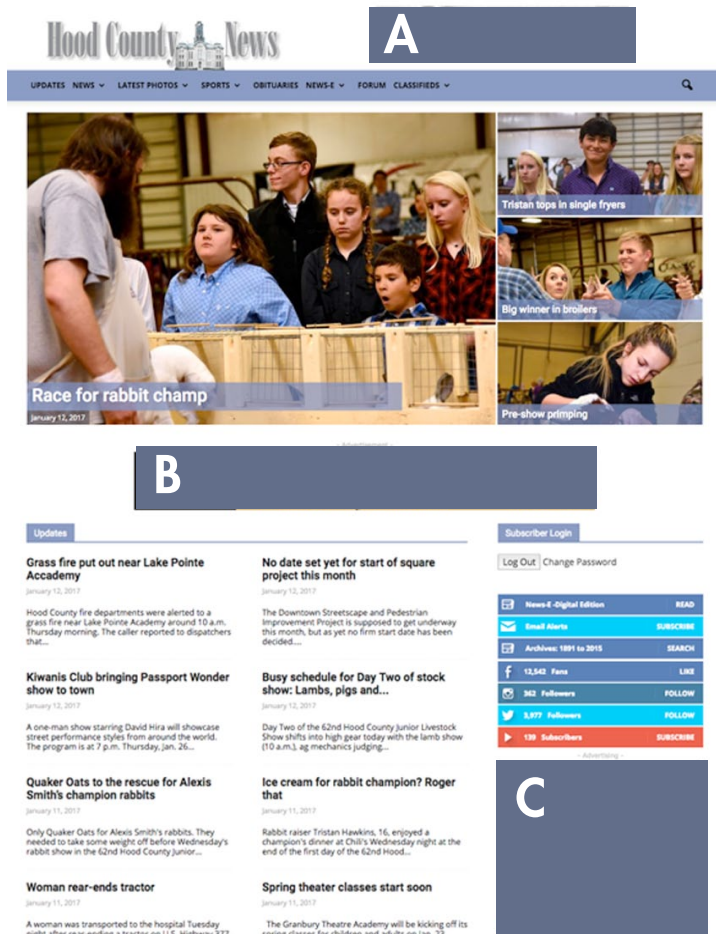 Hood County News
A
UPDATES NEWS LATEST PHOTOS SPORTS OBITUARIES NEWS-E FORUM CLASSIFIEDS
Tristan tops in single fryers
Big winner in broilers
Race for rabbit champ
January 12, 2017
Pre-show primping
- Advertisement -
B
Updates
Grass fire put out near Lake Pointe
Accademy
January 12, 2017
Hood County fire departments were alerted to a
grass fire near Lake Pointe Academy around 10 a.m.
Thursday morning. The caller reported to dispatchers
that...
No date set yet for start of square
project this month
January 12, 2017
The Downtown Streetscape and Pedestrian
Improvement Project is supposed to get underway
this month, but as yet no firm start date has been
decided....
Kiwanis Club bringing Passport Wonder
show to town
January 12, 2017
A one-man show starring David Hira will showcase
street performance styles from around the world.
The program is at 7 p.m. Thursday, Jan. 26...
Busy schedule for Day Two of stock
show: Lambs, pigs and...
January 12, 2017
Day Two of the 62nd Hood County Junior Livestock
Show shifts into high gear today with the lamb show
(10 a.m.), ag mechanics judging...
Quaker Oats to the rescue for Alexis
Smith's champion rabbits
January 11, 2017
Only Quaker Oats for Alexis Smith's rabbits. They
needed to take some weight off before Wednesday's
rabbit show in the 62nd Hood County Junior...
Ice cream for rabbit champion? Roger
that
January 11, 2017
Rabbit raiser Tristan Hawkins, 16, enjoyed a
champion's dinner at Chili's Wednesday night at the
end of the first day of the 62nd Hood...
Woman rear-ends tractor
January 11, 2017
A woman was transported to the hospital Tuesday
Spring theater classes start soon
January 11, 2017
The Granbury Theatre Academy will be kicking off its
Subscriber Login
Log Out Change Password
News-E -Digital Edition READ
Email Alerts SUBSCRIBE
Archives: 1891 to 2015 SEARCH
12,542 Fans LIKE
362 Followers FOLLOW
3,977 Followers FOLLOW
139 Subscribers SUBSCRIBE
- Advertising -
C